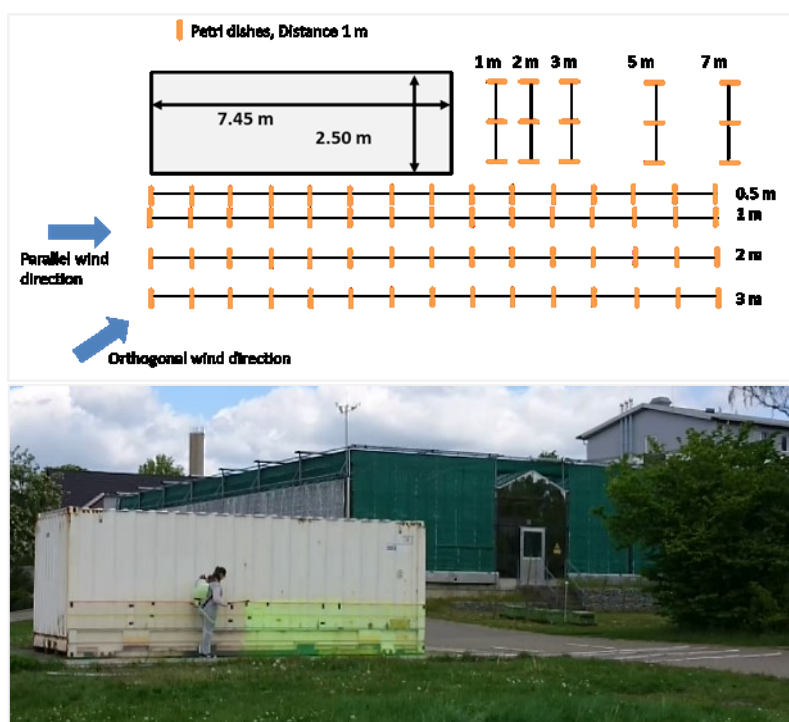 Petri dishes, Distance 1 m
1 m 2 m 3 m 5 m 7 m
7.45 m
2.50 m
0.5 m
1 m
Parallel wind
direction
2 m
3 m
Orthogonal wind direction